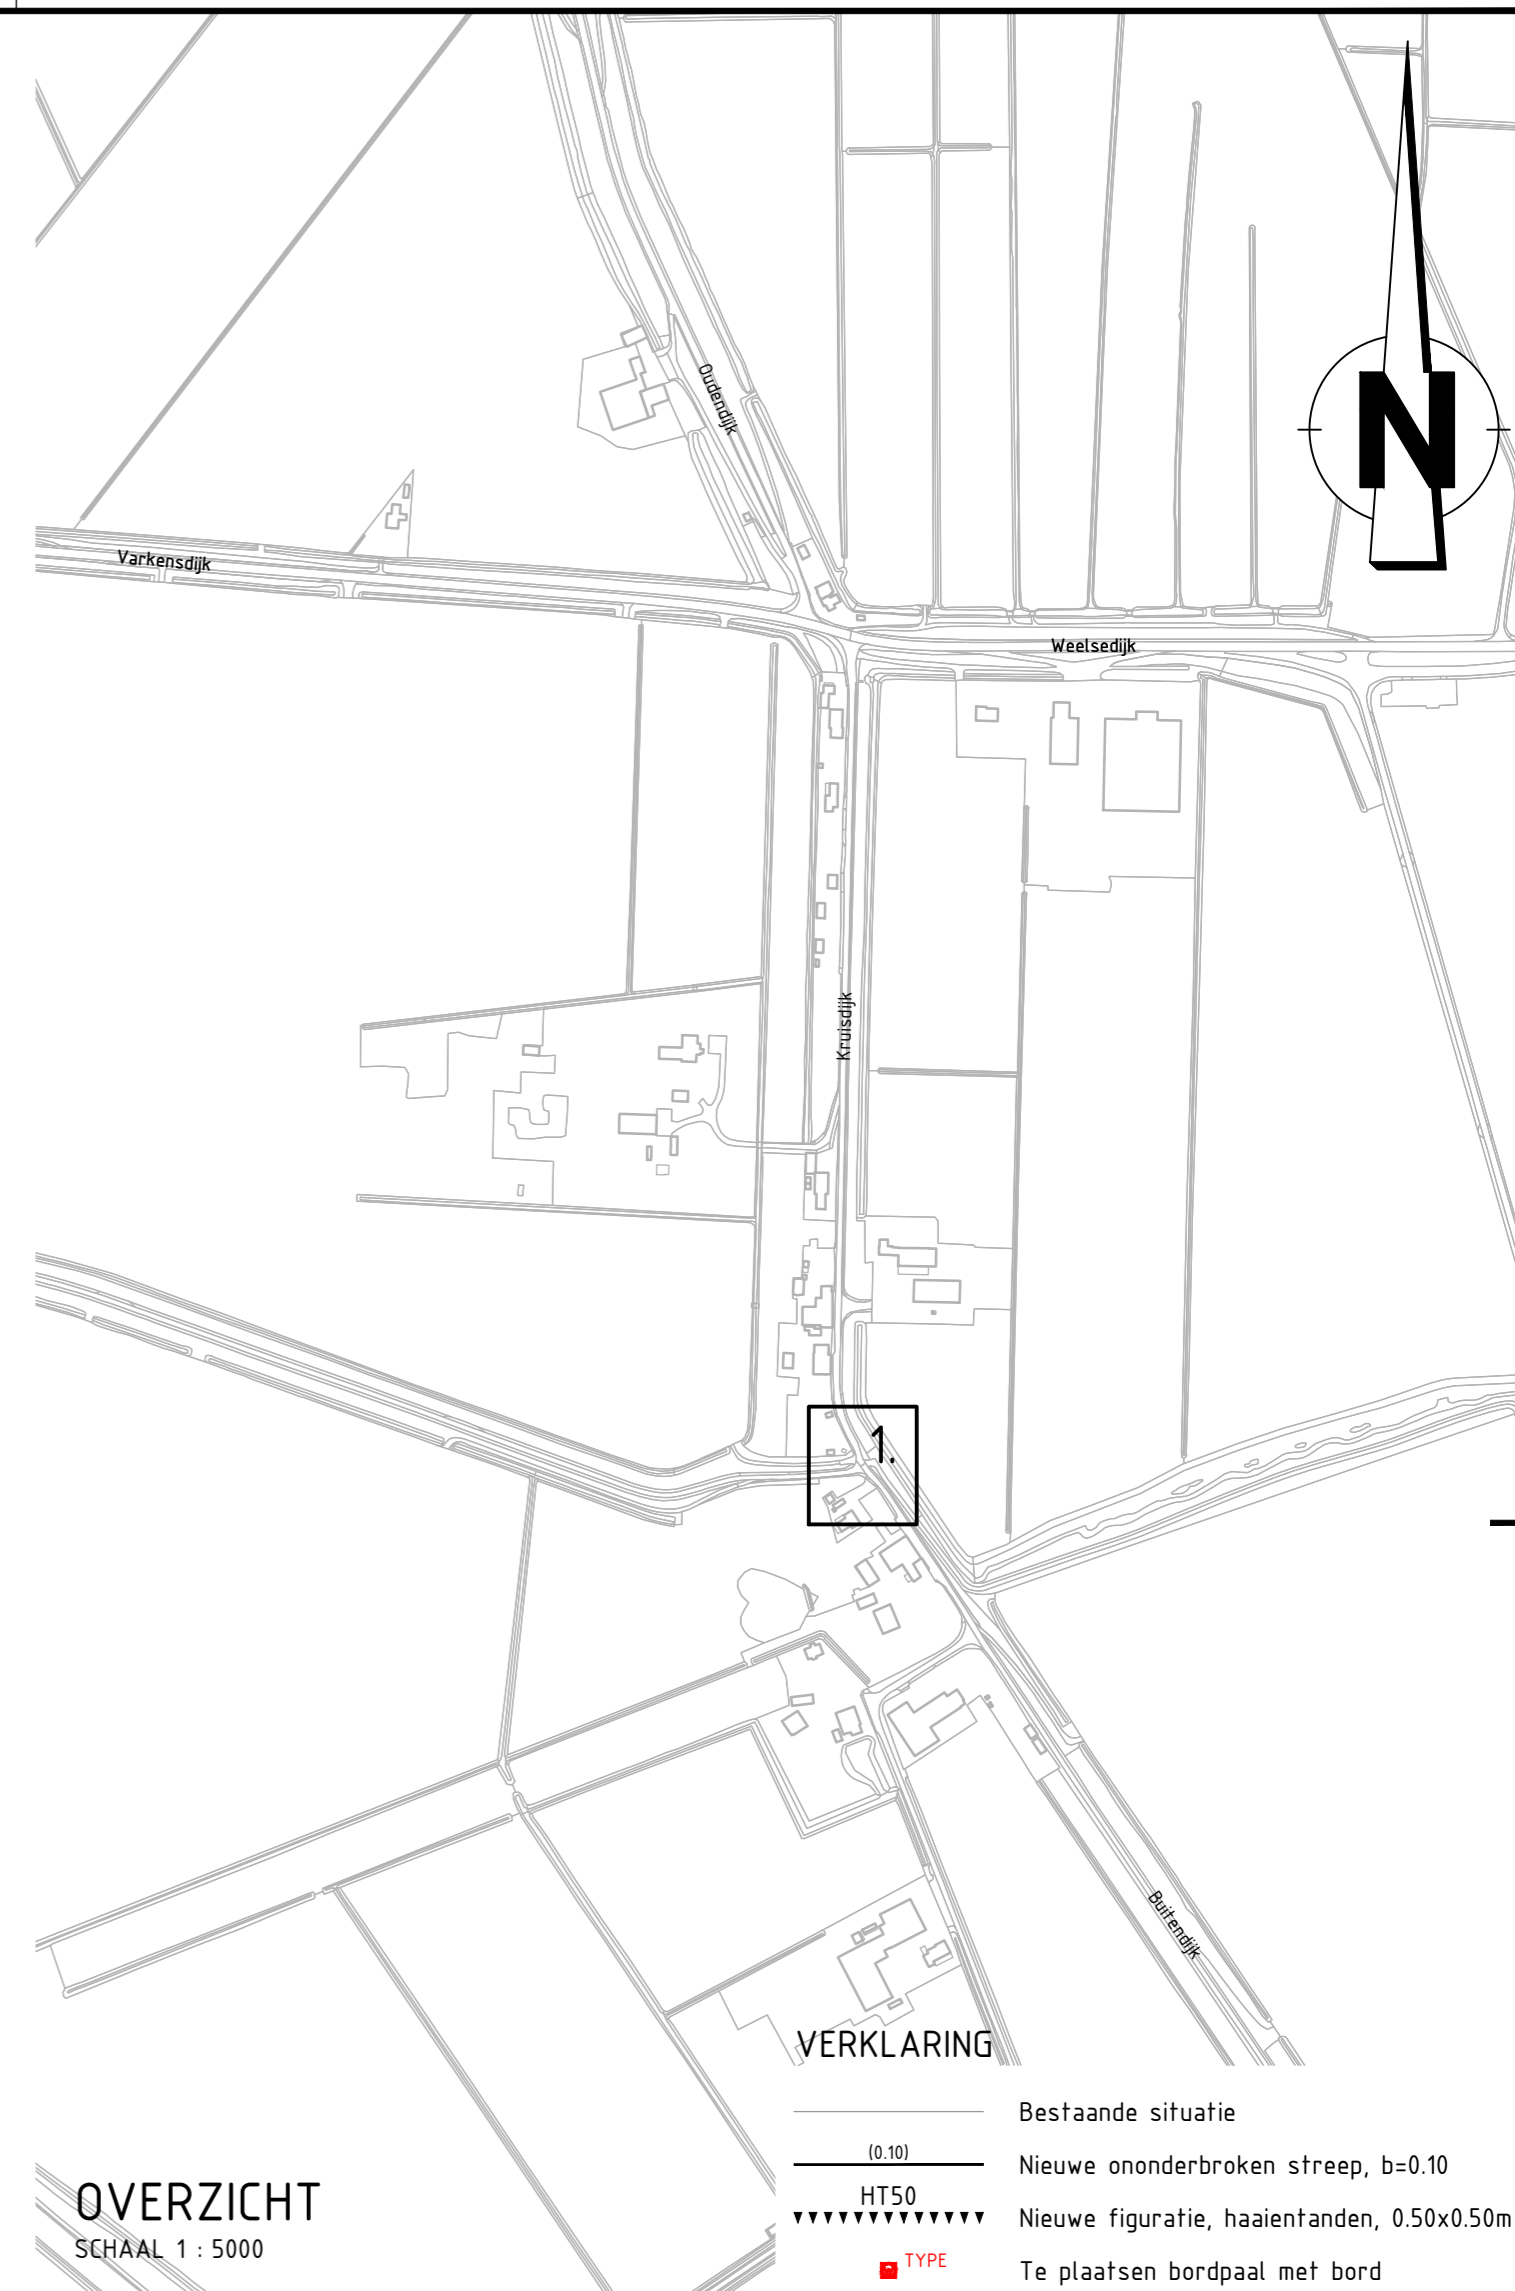 N
Oudendijk
Varkensdijk
Weelsedijk
Kruisdijk
1.
Buitendijk
VERKLARING
Bestaande situatie
(0.10)
Nieuwe ononderbroken streep, b=0.10
HT50
Nieuwe figuratie, haaientanden, 0.50x0.50m
TYPE
Te plaatsen bordpaal met bord
OVERZICHT
SCHAAL 1 : 5000